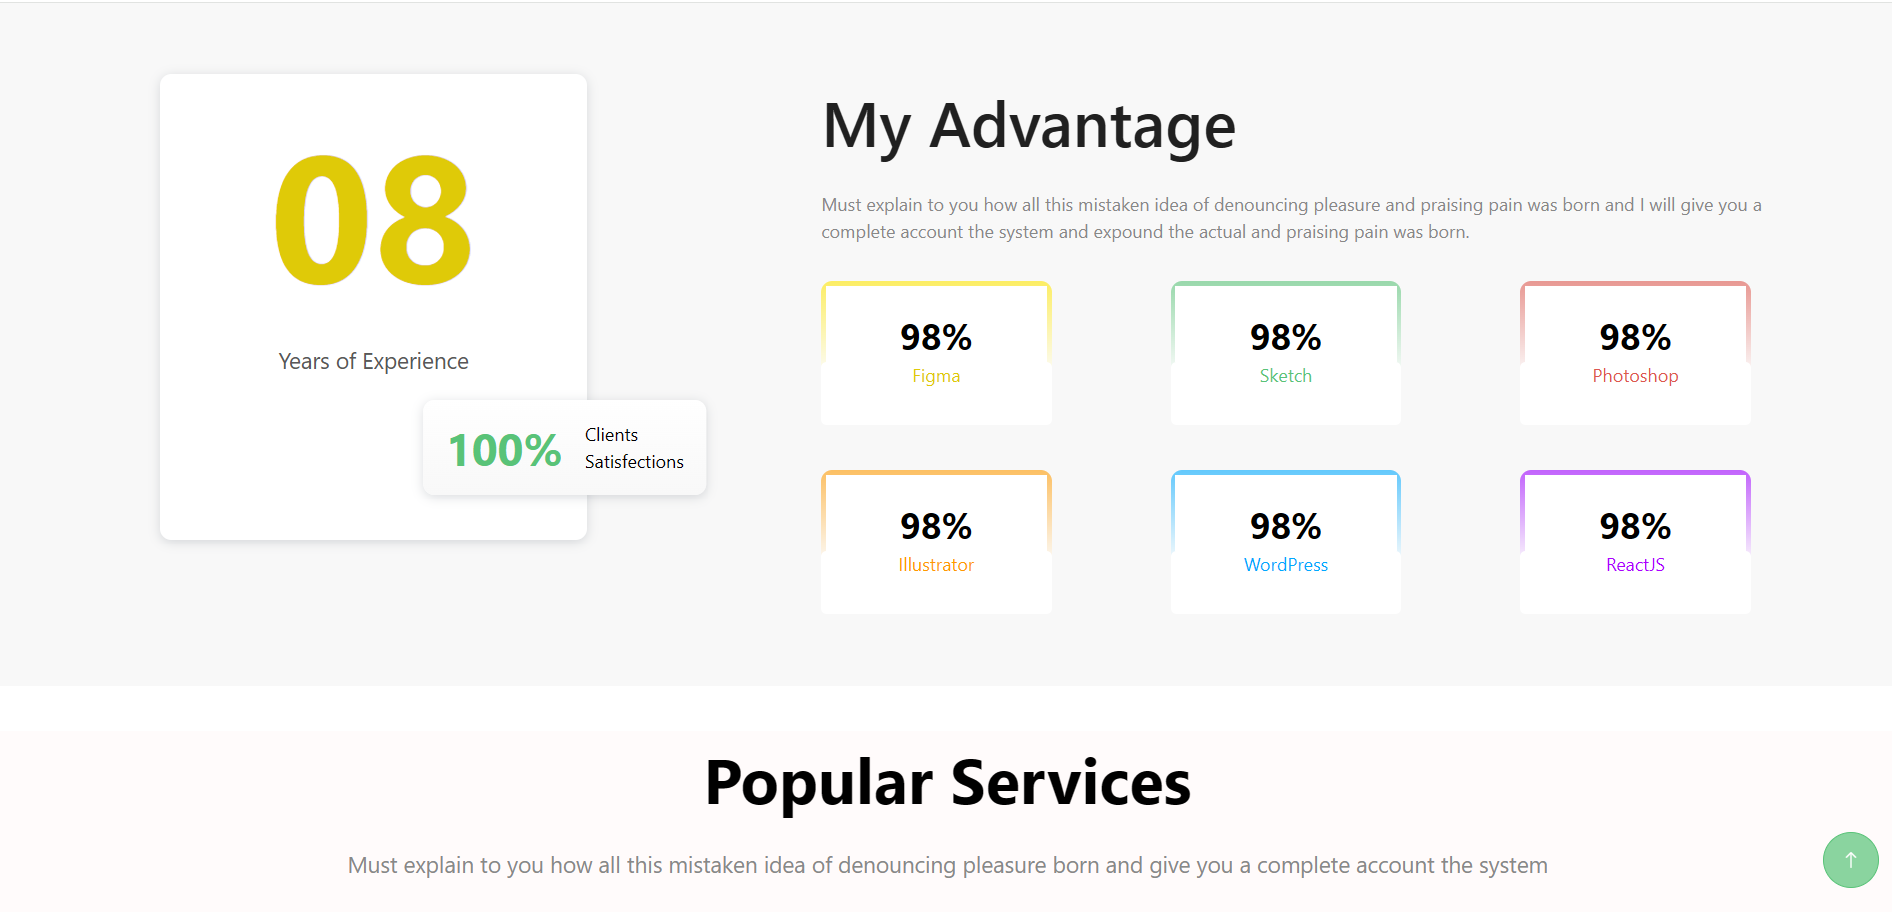 08
Years of Experience
100%
Clients
Satisfections
My Advantage
Must explain to you how all this mistaken idea of denouncing pleasure and praising pain was born and I will give you a
complete account the system and expound the actual and praising pain was born.
98%
Figma
98%
Sketch
98%
Photoshop
98%
Illustrator
98%
WordPress
98%
ReactJS
Popular Services
Must explain to you how all this mistaken idea of denouncing pleasure born and give you a complete account the system